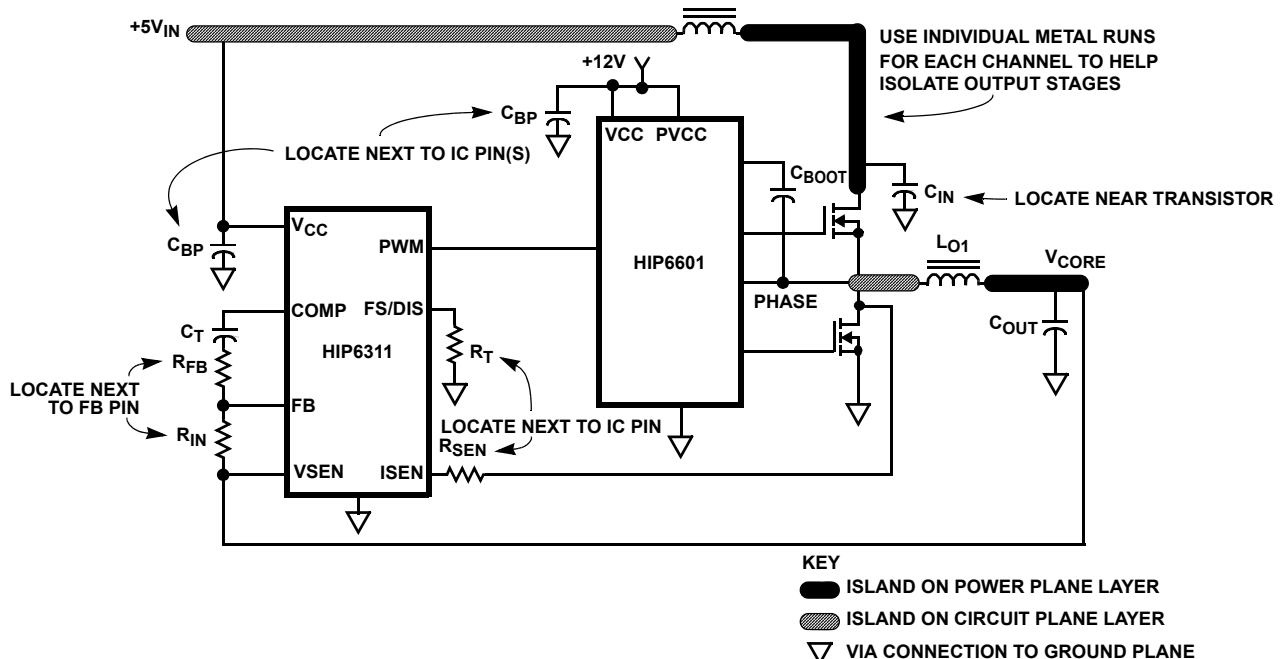 +5VIN
USE INDIVIDUAL METAL RUNS
FOR EACH CHANNEL TO HELP
ISOLATE OUTPUT STAGES
+12V
CBP
VCC PVCC
LOCATE NEXT TO IC PIN(S)
CBOOT
CIN
LOCATE NEAR TRANSISTOR
VCC
CBP
PWM
HIP6601
LO1
VCORE
PHASE
COMP
FS/DIS
CT
HIP6311
RT
COUT
RFB
LOCATE NEXT
TO FB PIN
FB
RIN
LOCATE NEXT TO IC PIN
RSEN
VSEN
ISEN
KEY
ISLAND ON POWER PLANE LAYER
ISLAND ON CIRCUIT PLANE LAYER
VIA CONNECTION TO GROUND PLANE